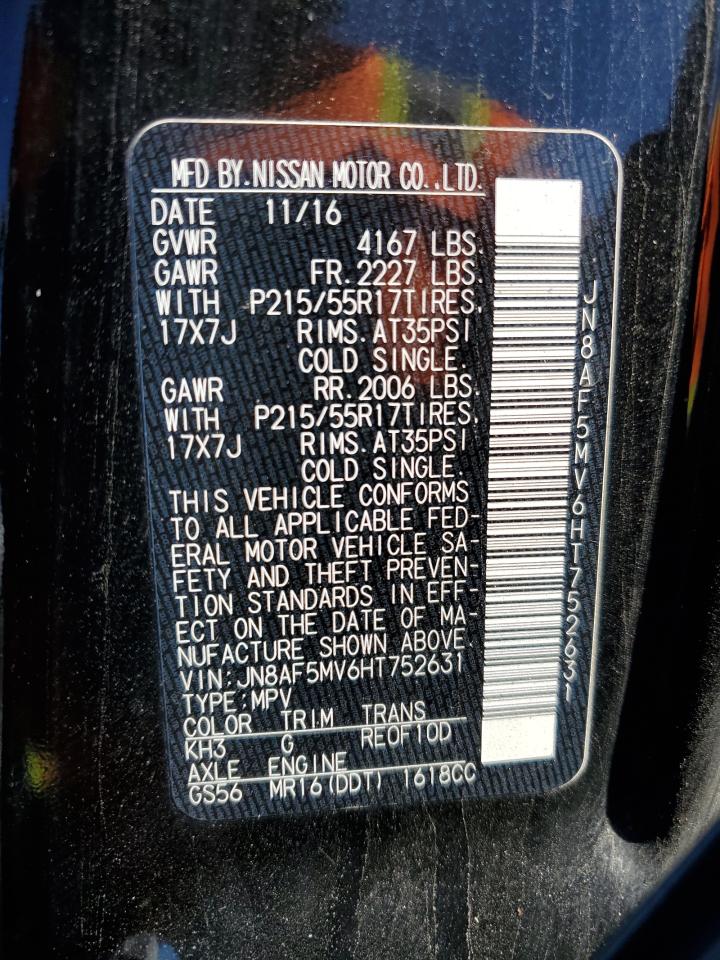 MFD BY.NISSAN MOTOR CO.,LTD.
DATE 11/16
GVWR 4167 LBS.
GAWR FR.2227 LBS.
WITH P215/55R17TIRES,
17X7J RIMS.AT35PSI
COLD SINGLE.
GAWR RR.2006 LBS.
WITH P215/55R17TIRES,
17X7J RIMS.AT35PSI
COLD SINGLE.
THIS VEHICLE CONFORMS
TO ALL APPLICABLE FED-
ERAL MOTOR VEHICLE SA-
FETY AND THEFT PREVEN-
TION STANDARDS IN EFF-
ECT ON THE DATE OF MA-
NUFACTURE SHOWN ABOVE.
VIN:JN8AF5MV6HT752631
TYPE:MPV
COLOR TRIM TRANS
KH3 G RE0F10D
AXLE ENGINE
GS56 MR16(DDT) 1618CC
JN8AF5MV6HT752631